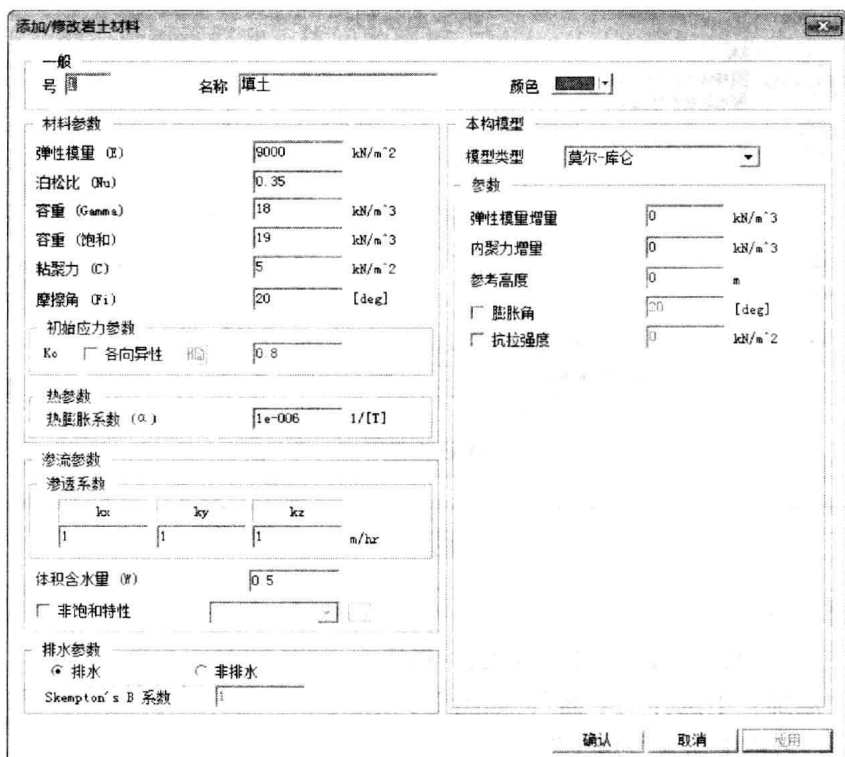 添加/修改岩土材料
一般
号 1 名称 填土 颜色
材料参数
弹性模量 (E) 9000 kN/m^2
泊松比 (Nu) 0.35
容重 (Gamma) 18 kN/m^3
容重 (饱和) 19 kN/m^3
粘聚力 (C) 5 kN/m^2
摩擦角 (Fi) 20 [deg]
初始应力参数
Ko 各向异性 0.8
热参数
热膨胀系数 (α) 1e-006 1/[T]
渗流参数
渗透系数
kx ky kz
1 1 1 m/hr
体积含水量 (W) 0.5
非饱和特性
排水参数
排水 非排水
Skempton's B 系数 1
本构模型
模型类型 莫尔-库仑
参数
弹性模量增量 0 kN/m^3
内聚力增量 0 kN/m^3
参考高度 0 m
膨胀角 20 [deg]
抗拉强度 0 kN/m^2
确认 取消 适用